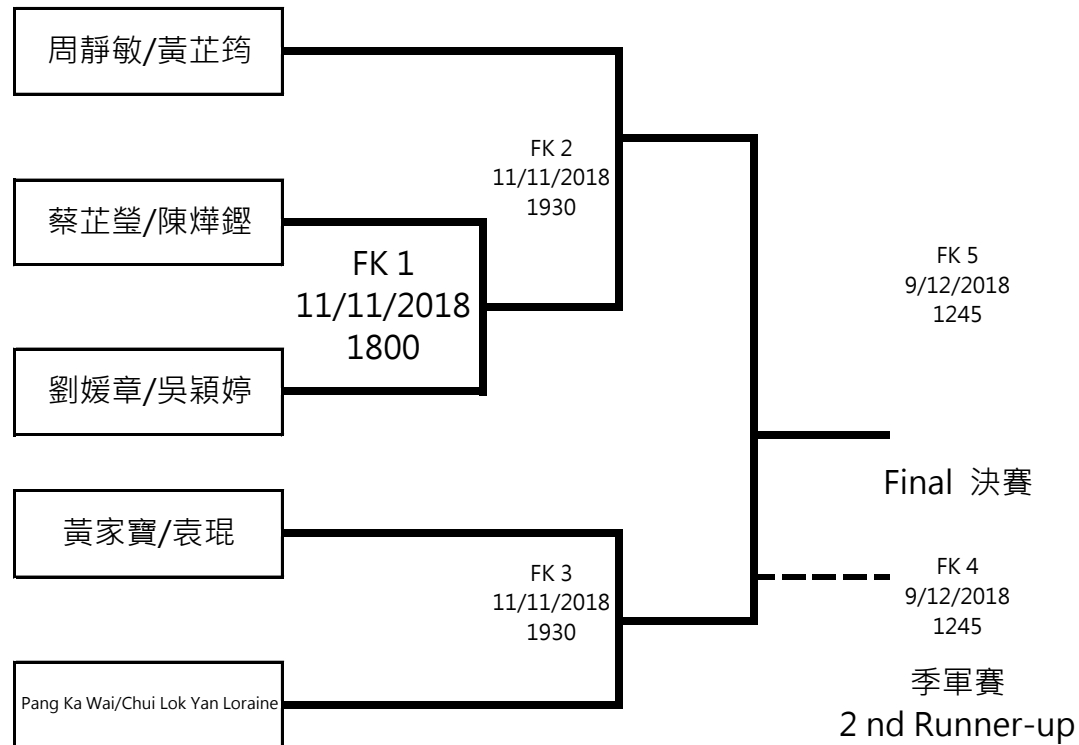 周靜敏/黃芷筠
FK 2
11/11/2018
1930
蔡芷瑩/陳燁鏗
FK 1
11/11/2018
1800
FK 5
9/12/2018
1245
劉媛章/吳穎婷
Final 決賽
黃家寶/袁琨
FK 3
11/11/2018
1930
FK 4
9/12/2018
1245
Pang Ka Wai/Chui Lok Yan Loraine
季軍賽
2 nd Runner-up